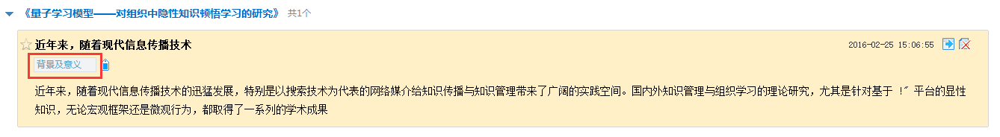 《量子学习模型——对组织中隐性知识顿悟学习的研究》 共1个
近年来，随着现代信息传播技术 2016-02-25 15:06:55
背景及意义
近年来，随着现代信息传播技术的迅猛发展，特别是以搜索技术为代表的网络媒介给知识传播与知识管理带来了广阔的实践空间。国内外知识管理与组织学习的理论研究，尤其是针对基于 !″ 平台的显性
知识，无论宏观框架还是微观行为，都取得了一系列的学术成果